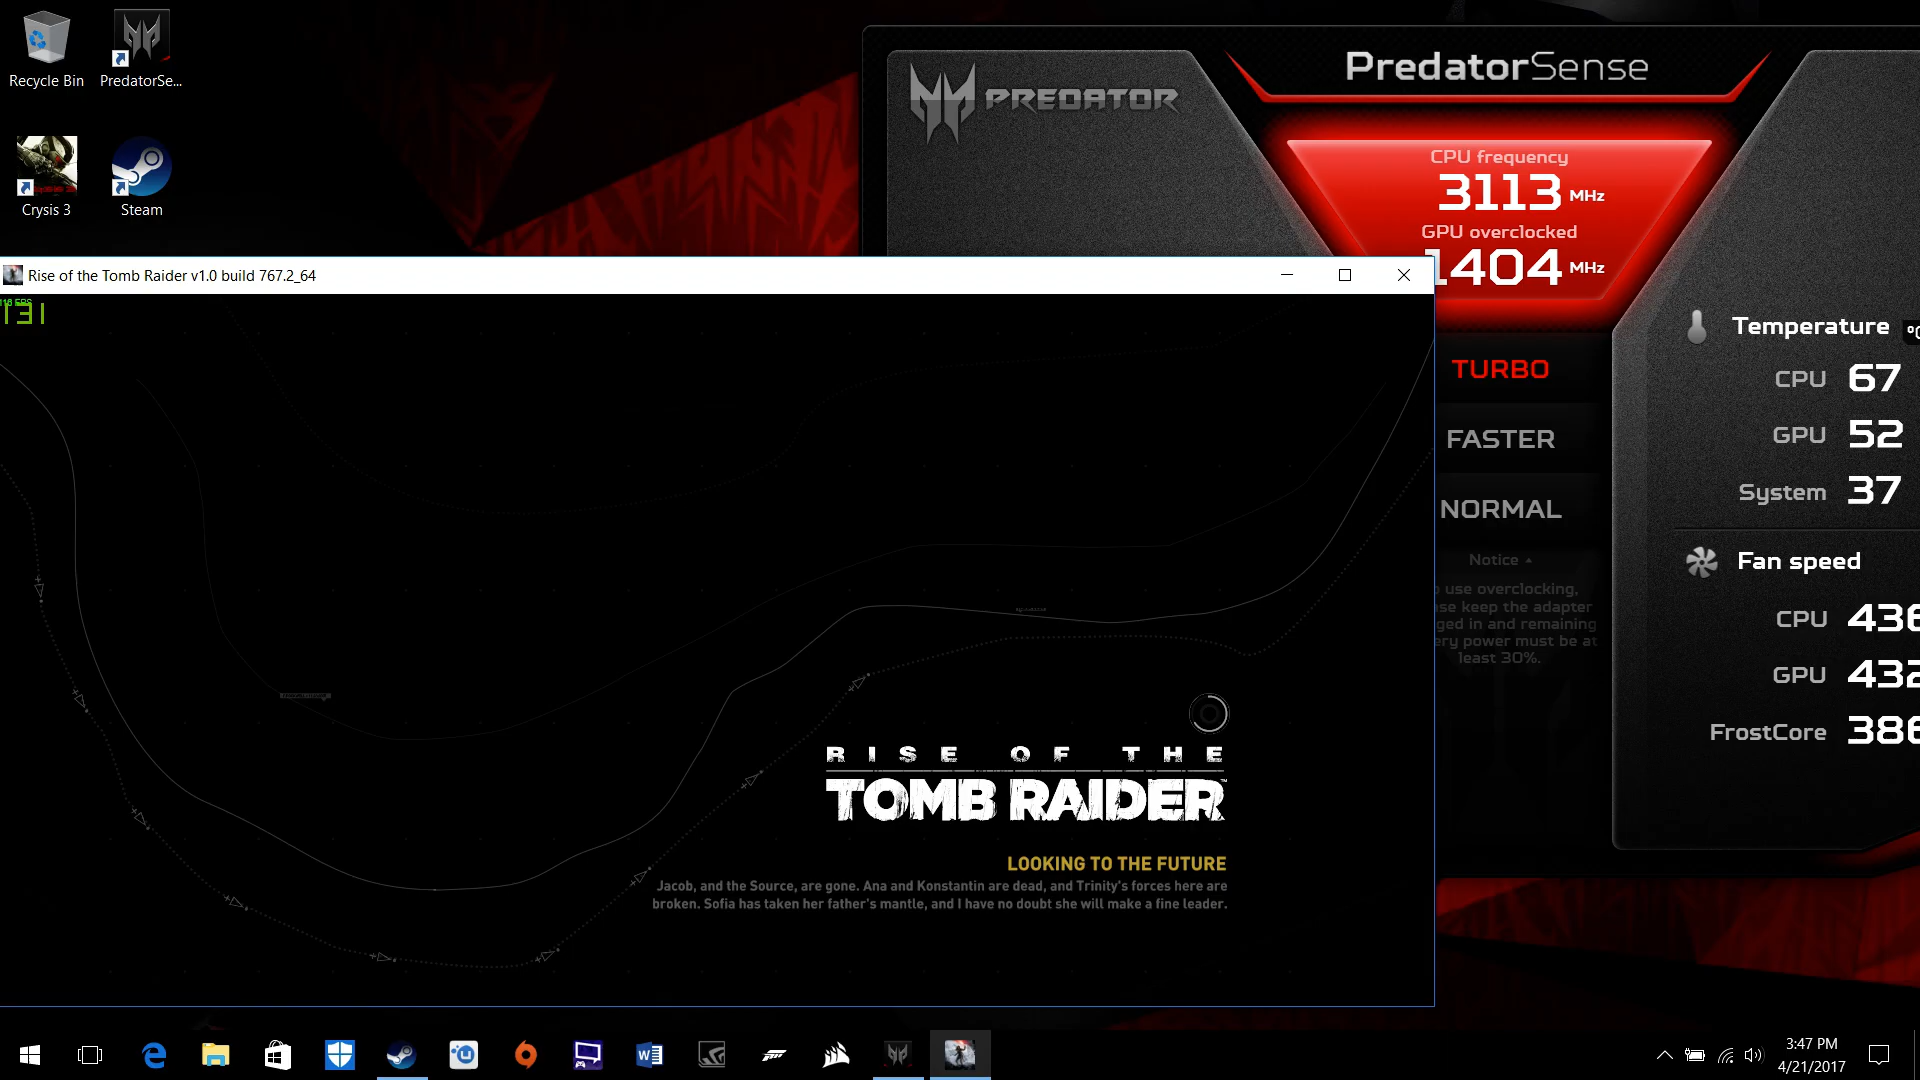 Recycle Bin
PredatorSe...
Crysis 3
Steam
PREDATOR
PredatorSense
CPU frequency
3113 MHz
GPU overclocked
1404 MHz
Rise of the Tomb Raider v1.0 build 767.2_64
131
TURBO
FASTER
NORMAL
Notice
use overclocking,
keep the adapter
in and remaining
power must be at
least 30%.
Temperature
CPU 67
GPU 52
System 37
Fan speed
CPU 436
GPU 432
FrostCore 386
RISE OF THE
TOMB RAIDER
LOOKING TO THE FUTURE
Jacob, and the Source, are gone. Ana and Konstantin are dead, and Trinity's forces here are
broken. Sofia has taken her father's mantle, and I have no doubt she will make a fine leader.
3:47 PM
4/21/2017